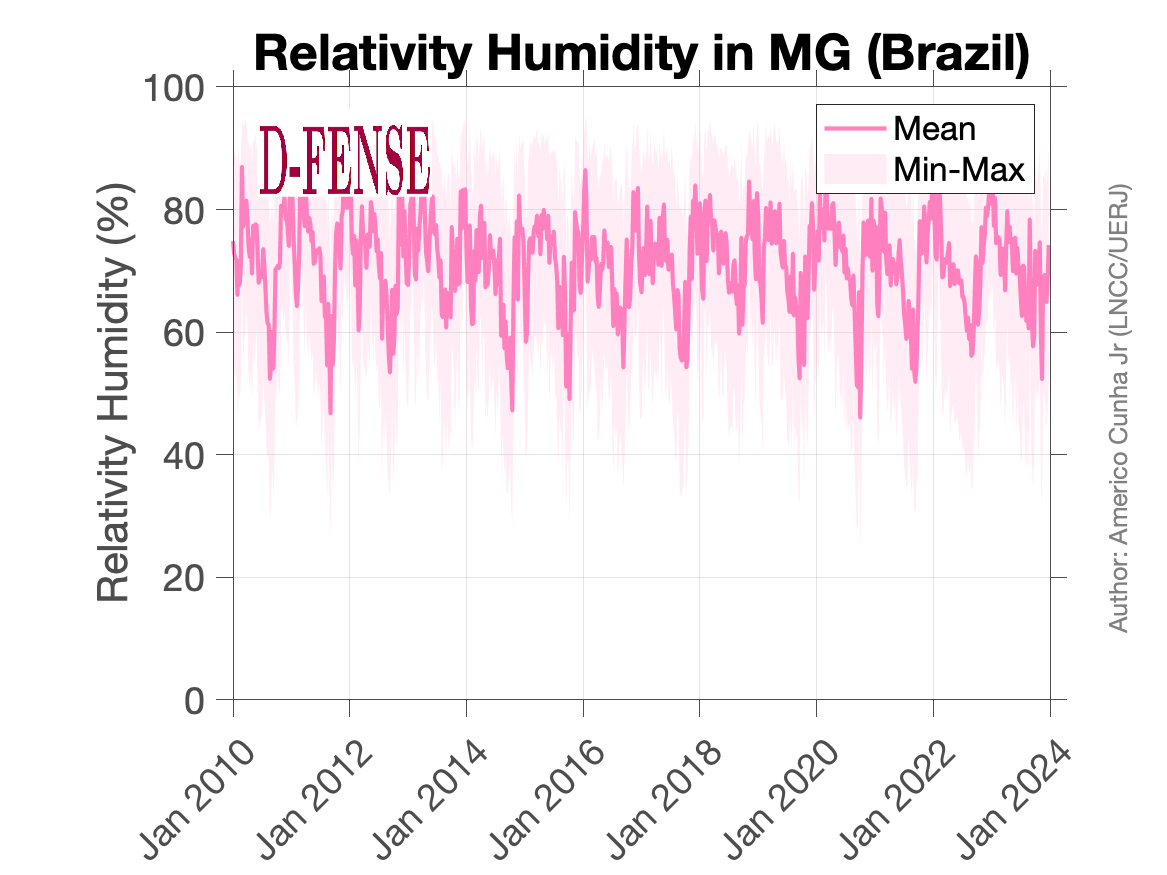 Relativity Humidity in MG (Brazil)
D-FENSE
Mean
Min-Max
Relativity Humidity (%)
100
80
60
40
20
0
Jan 2010
Jan 2012
Jan 2014
Jan 2016
Jan 2018
Jan 2020
Jan 2022
Jan 2024
Author: Americo Cunha Jr (LNCC/UERJ)